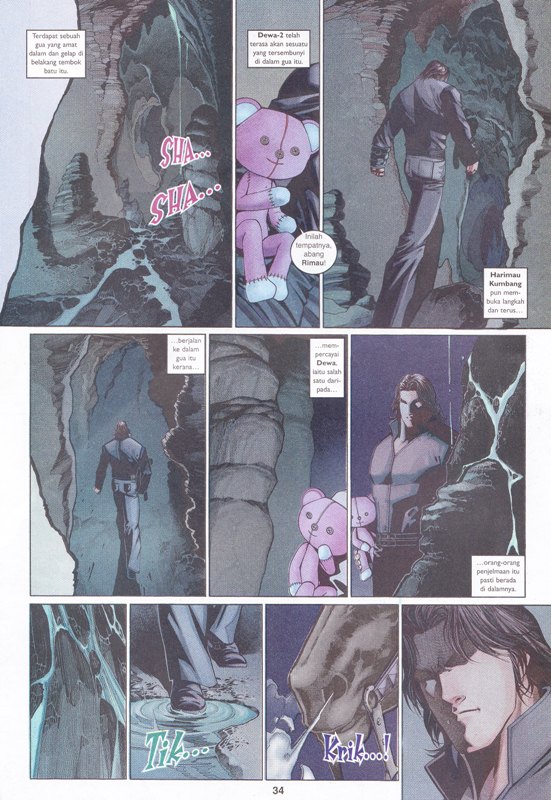 Terdapat sebuah
gua yang amat
dalam dan gelap di
belakang tembok
batu itu.
SHA...
SHA...
Dewa-2 telah
terasa akan sesuatu
yang tersembunyi
di dalam gua itu.
Inilah
tempatnya,
abang
Rimau!
Harimau
Kumbang
pun mem-
buka langkah
dan terus...
...berjalan
ke dalam
gua itu
kerana...
...mem-
percayai
Dewa,
iaitu salah
satu dari-
pada...
...orang-orang
penjelmaan itu
pasti berada
di dalamnya.
Tik...
Krik...!
34